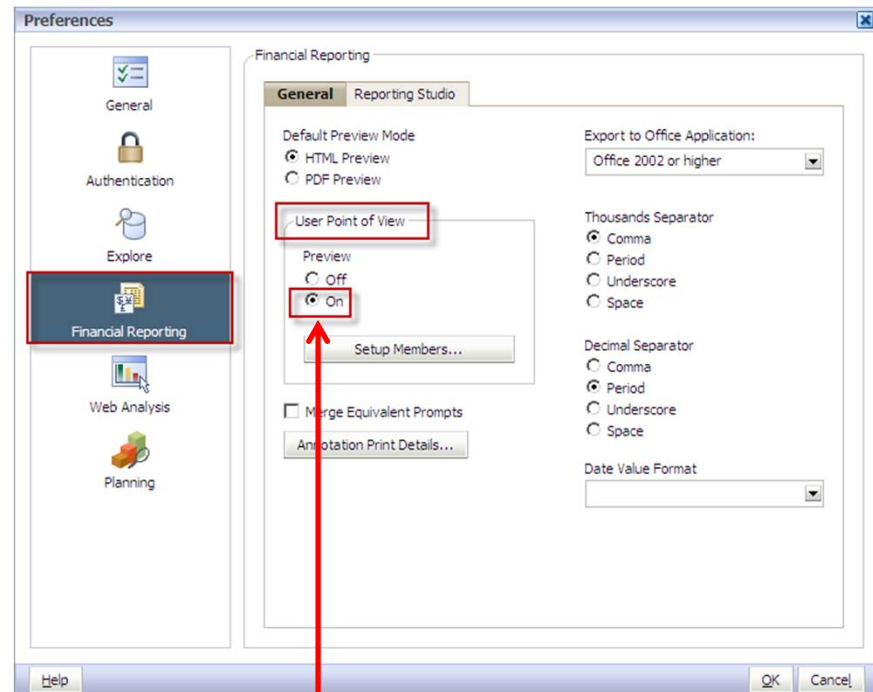 Preferences
General
Authentication
Explore
Financial Reporting
Web Analysis
Planning
Financial Reporting
General Reporting Studio
Default Preview Mode
HTML Preview
PDF Preview
User Point of View
Preview
Off
On
Setup Members...
Merge Equivalent Prompts
Annotation Print Details...
Export to Office Application:
Office 2002 or higher
Thousands Separator
Comma
Period
Underscore
Space
Decimal Separator
Comma
Period
Underscore
Space
Date Value Format
Help OK Cancel